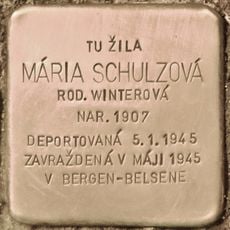 TU ŽILA
MÁRIA SCHULZOVÁ
ROD. WINTEROVÁ
NAR. 1907
DEPORTOVANÁ 5.1.1945
ZAVRAŽDENÁ V MÁJI 1945
V BERGEN-BELSENE